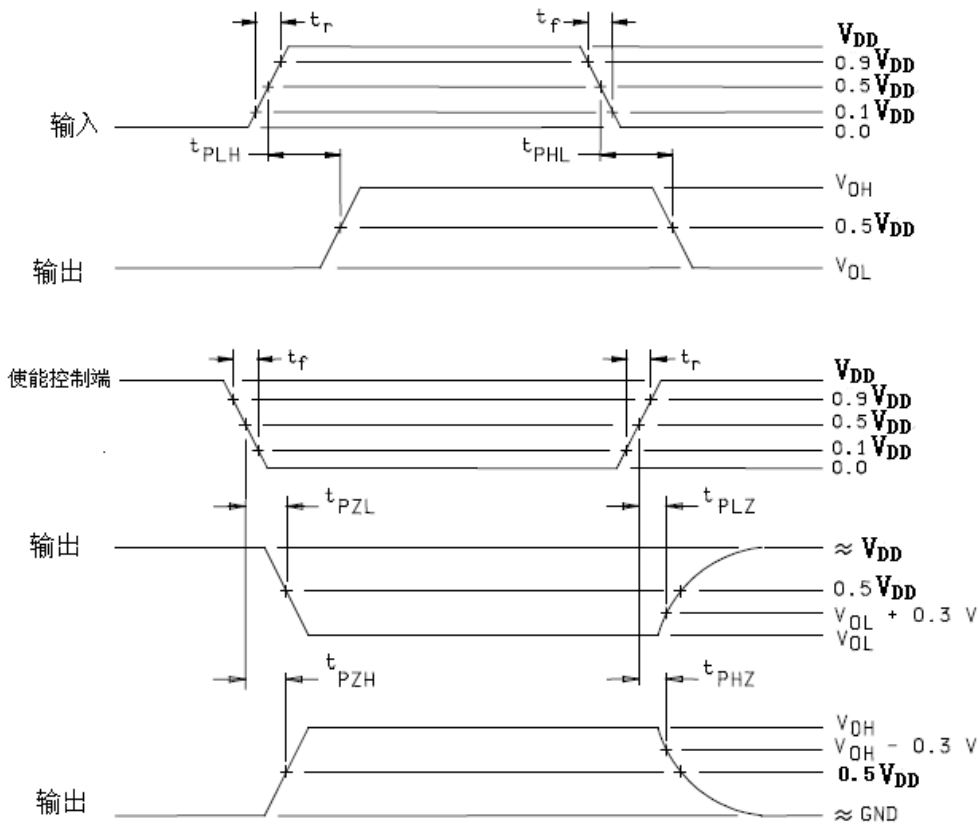 tr
tf
VDD
0.9VDD
0.5VDD
0.1VDD
0.0
输入
tPLH
tPHL
VOH
0.5VDD
VOL
输出
使能控制端
tf
tr
VDD
0.9VDD
0.5VDD
0.1VDD
0.0
tPZL
tPLZ
输出
≈ VDD
0.5VDD
VOL + 0.3 V
VOL
tPZH
tPHZ
VOH
VOH - 0.3 V
0.5VDD
输出
≈ GND